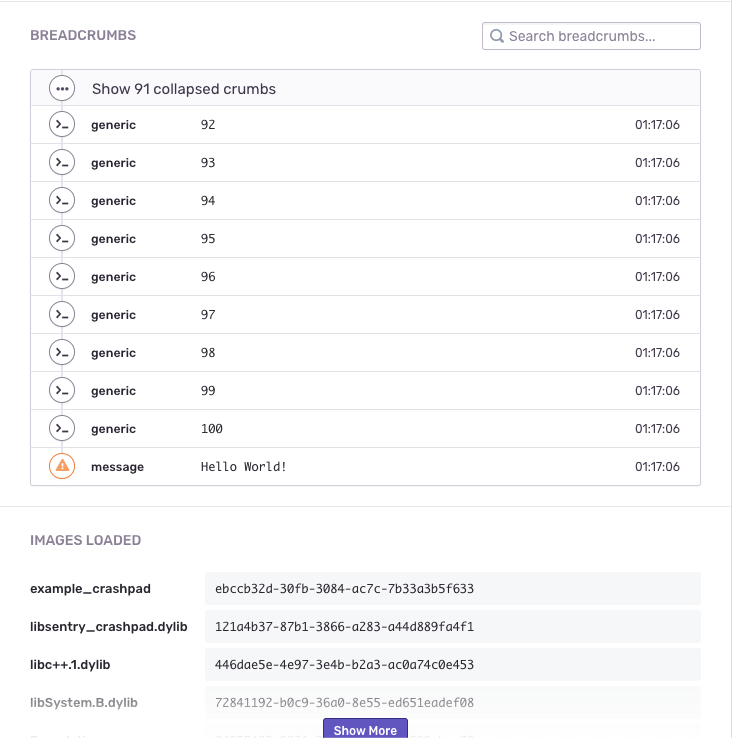 BREADCRUMBS
Search breadcrumbs...
Show 91 collapsed crumbs
generic 92 01:17:06
generic 93 01:17:06
generic 94 01:17:06
generic 95 01:17:06
generic 96 01:17:06
generic 97 01:17:06
generic 98 01:17:06
generic 99 01:17:06
generic 100 01:17:06
message Hello World! 01:17:06
IMAGES LOADED
example_crashpad ebccb32d-30fb-3084-ac7c-7b33a3b5f633
libsentry_crashpad.dylib 121a4b37-87b1-3866-a283-a44d889fa4f1
libc++.1.dylib 446dae5e-4e97-3e4b-b2a3-ac0a74c0e453
libSystem.B.dylib 72841192-b0c9-36a0-8e55-ed651eadef08
Show More